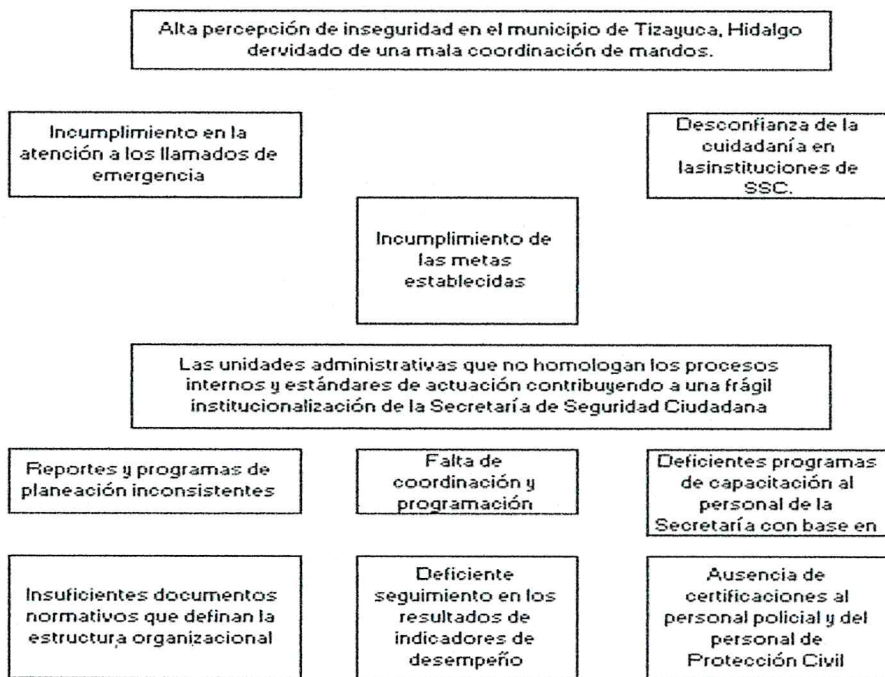 Alta percepción de inseguridad en el municipio de Tizayuca, Hidalgo
dervidado de una mala coordinación de mandos.
Incumplimiento en la
atención a los llamados de
emergencia
Desconfianza de la
cuidadanía en
lasinstituciones de
SSC.
Incumplimiento de
las metas
establecidas
Las unidades administrativas que no homologan los procesos
internos y estándares de actuación contribuyendo a una frágil
institucionalización de la Secretaría de Seguridad Ciudadana
Reportes y programas de
planeación inconsistentes
Falta de
coordinación y
programación
Deficientes programas
de capacitación al
personal de la
Secretaría con base en
Insuficientes documentos
normativos que definan la
estructura organizacional
Deficiente
seguimiento en los
resultados de
indicadores de
desempeño
Ausencia de
certificaciones al
personal policial y del
personal de
Protección Civil